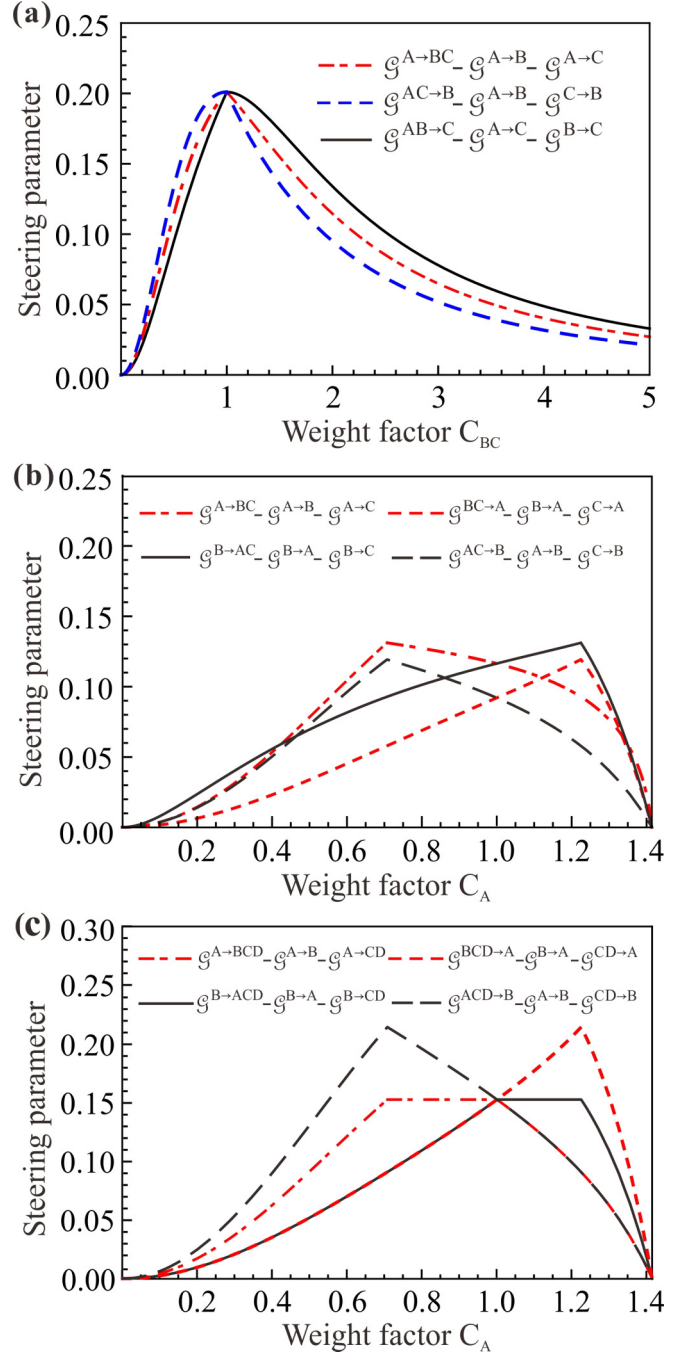 (a)
0.25
0.20
0.15
0.10
0.05
0.00
Steering parameter
𝒢^{A→BC}-𝒢^{A→B}-𝒢^{A→C}
𝒢^{AC→B}-𝒢^{A→B}-𝒢^{C→B}
𝒢^{AB→C}-𝒢^{A→C}-𝒢^{B→C}
1 2 3 4 5
Weight factor C_{BC}
(b)
0.25
0.20
0.15
0.10
0.05
0.00
Steering parameter
𝒢^{A→BC}-𝒢^{A→B}-𝒢^{A→C} 𝒢^{BC→A}-𝒢^{B→A}-𝒢^{C→A}
𝒢^{B→AC}-𝒢^{B→A}-𝒢^{B→C} 𝒢^{AC→B}-𝒢^{A→B}-𝒢^{C→B}
0.2 0.4 0.6 0.8 1.0 1.2 1.4
Weight factor C_A
(c)
0.30
0.25
0.20
0.15
0.10
0.05
0.00
Steering parameter
𝒢^{A→BCD}-𝒢^{A→B}-𝒢^{A→CD} 𝒢^{BCD→A}-𝒢^{B→A}-𝒢^{CD→A}
𝒢^{B→ACD}-𝒢^{B→A}-𝒢^{B→CD} 𝒢^{ACD→B}-𝒢^{A→B}-𝒢^{CD→B}
0.2 0.4 0.6 0.8 1.0 1.2 1.4
Weight factor C_A